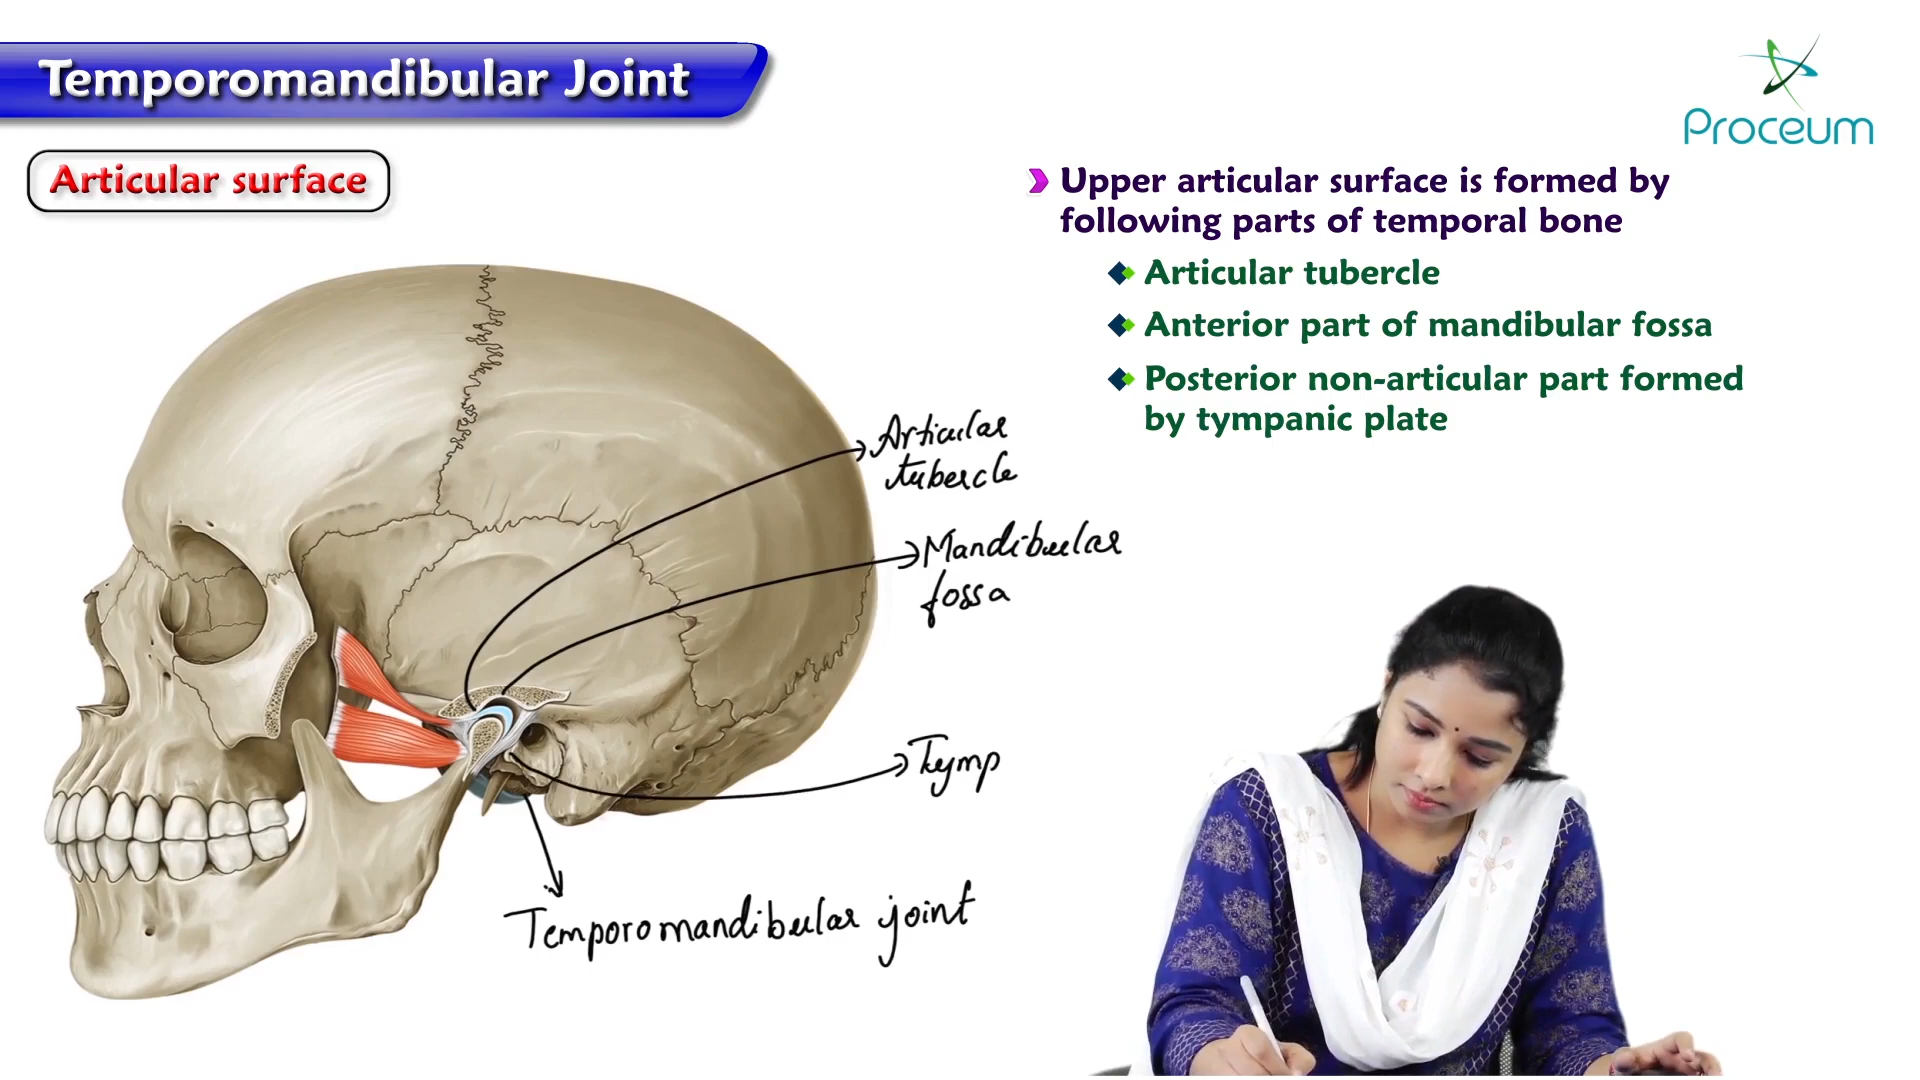 Temporomandibular Joint
Proceum
Articular surface
Upper articular surface is formed by
following parts of temporal bone
Articular tubercle
Anterior part of mandibular fossa
Posterior non-articular part formed
by tympanic plate
Articular
tubercle
Mandibular
fossa
Tymp
Temporomandibular joint